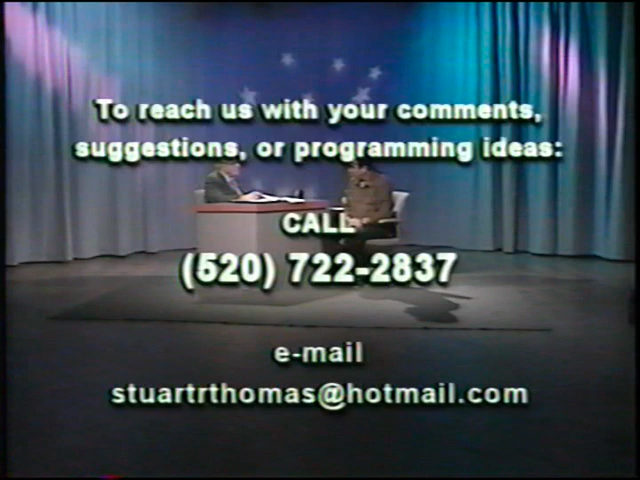 To reach us with your comments,
suggestions, or programming ideas:
CALL
(520) 722-2837
e-mail
stuartrthomas@hotmail.com